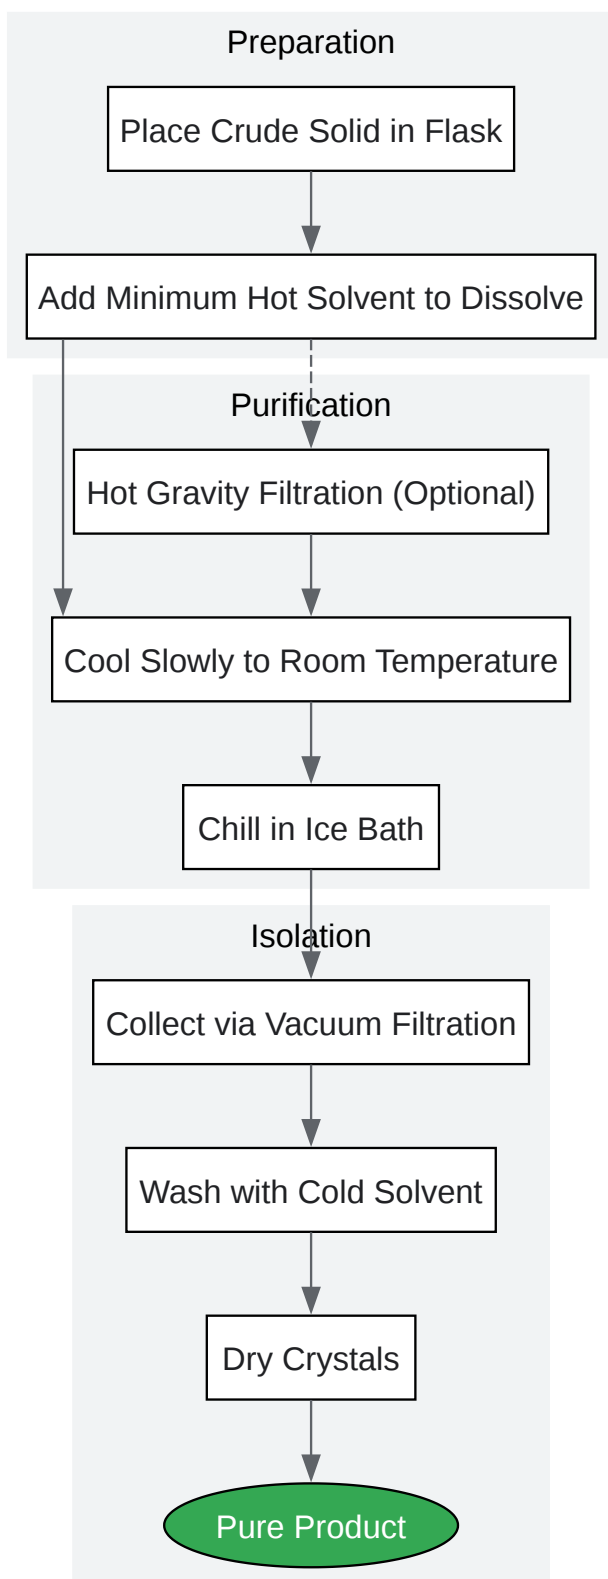 Preparation
Place Crude Solid in Flask
Add Minimum Hot Solvent to Dissolve
Purification
Hot Gravity Filtration (Optional)
Cool Slowly to Room Temperature
Chill in Ice Bath
Isolation
Collect via Vacuum Filtration
Wash with Cold Solvent
Dry Crystals
Pure Product